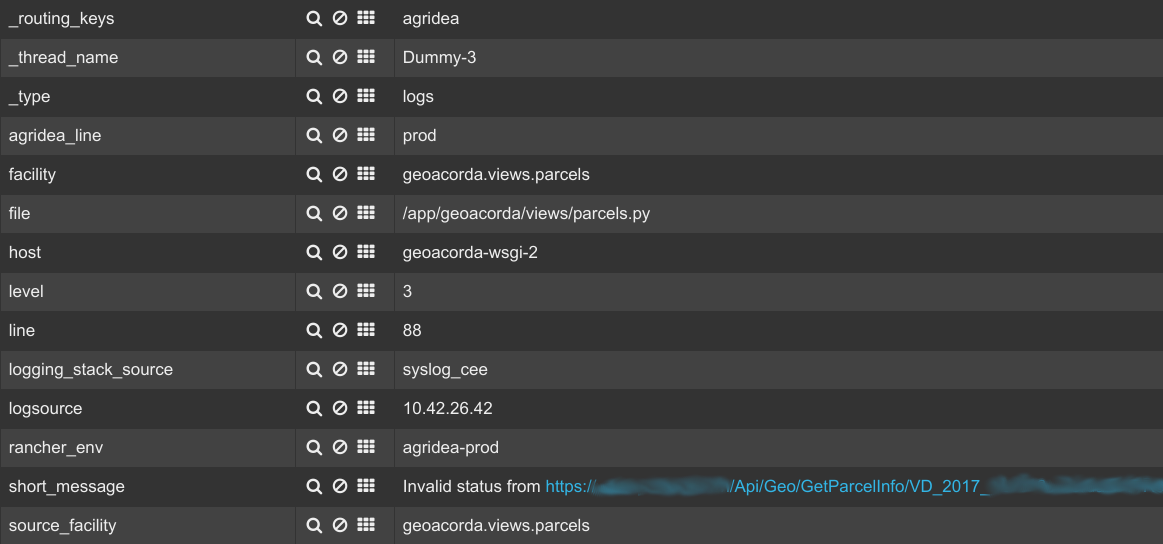 _routing_keys agridea
_thread_name Dummy-3
_type logs
agridea_line prod
facility geoacorda.views.parcels
file /app/geoacorda/views/parcels.py
host geoacorda-wsgi-2
level 3
line 88
logging_stack_source syslog_cee
logsource 10.42.26.42
rancher_env agridea-prod
short_message Invalid status from https:/ /Api/Geo/GetParcelInfo/VD_2017_
source_facility geoacorda.views.parcels